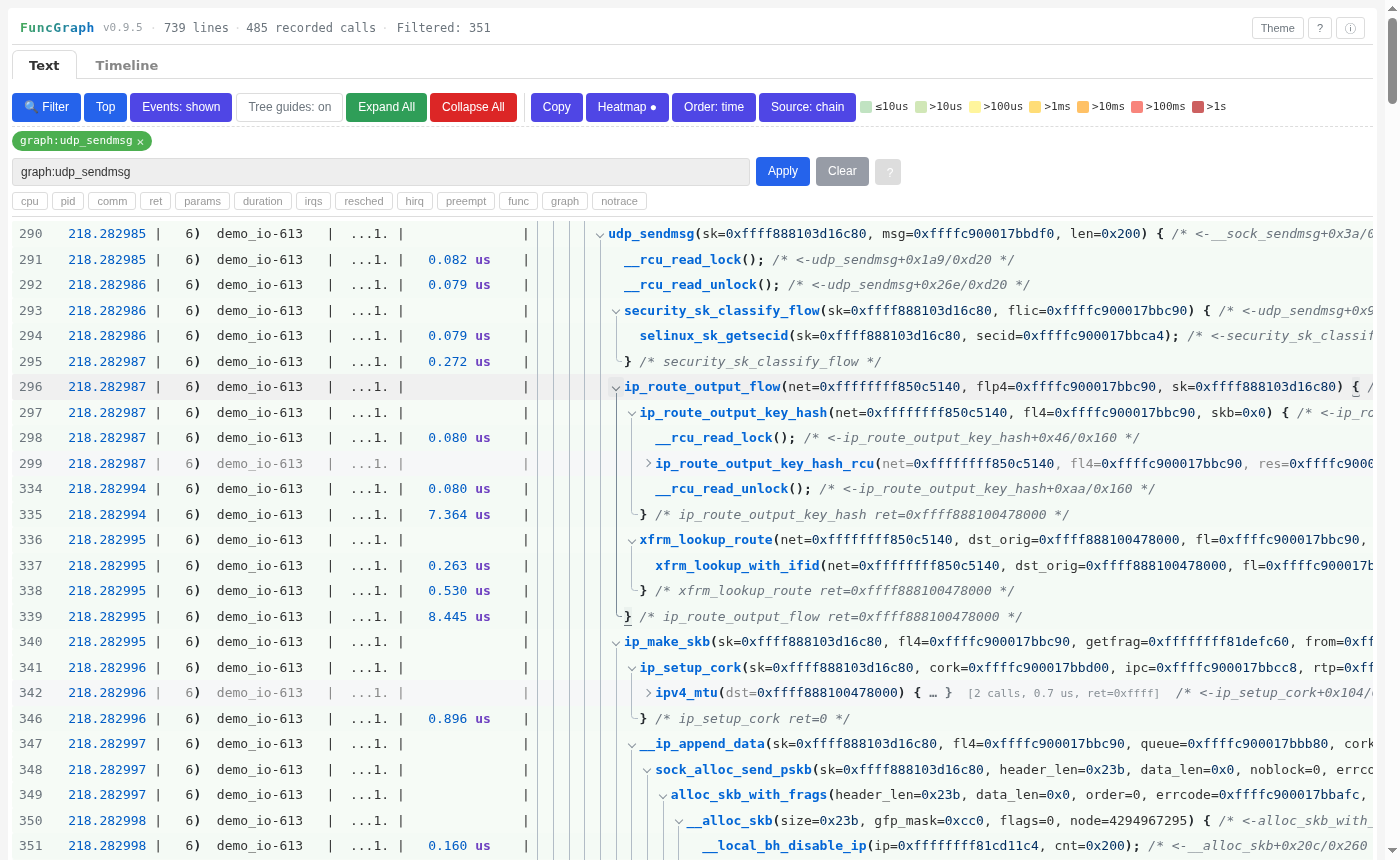 FuncGraph v0.9.5 · 739 lines · 485 recorded calls · Filtered: 351 Theme ? ⓘ
Text Timeline
🔍 Filter Top Events: shown Tree guides: on Expand All Collapse All Copy Heatmap ● Order: time Source: chain ≤10us >10us >100us >1ms >10ms >100ms >1s
graph:udp_sendmsg ×
graph:udp_sendmsg Apply Clear ?
cpu pid comm ret params duration irqs resched hirq preempt func graph notrace
290 218.282985 | 6) demo_io-613 | ...1. | | udp_sendmsg(sk=0xffff888103d16c80, msg=0xffffc900017bbdf0, len=0x200) { /* <-__sock_sendmsg+0x3a/0
291 218.282985 | 6) demo_io-613 | ...1. | 0.082 us | __rcu_read_lock(); /* <-udp_sendmsg+0x1a9/0xd20 */
292 218.282986 | 6) demo_io-613 | ...1. | 0.079 us | __rcu_read_unlock(); /* <-udp_sendmsg+0x26e/0xd20 */
293 218.282986 | 6) demo_io-613 | ...1. | | security_sk_classify_flow(sk=0xffff888103d16c80, flic=0xffffc900017bbc90) { /* <-udp_sendmsg+0x9
294 218.282986 | 6) demo_io-613 | ...1. | 0.079 us | selinux_sk_getsecid(sk=0xffff888103d16c80, secid=0xffffc900017bbca4); /* <-security_sk_classif
295 218.282987 | 6) demo_io-613 | ...1. | 0.272 us | } /* security_sk_classify_flow */
296 218.282987 | 6) demo_io-613 | ...1. | | ip_route_output_flow(net=0xffffffff850c5140, flp4=0xffffc900017bbc90, sk=0xffff888103d16c80) { /
297 218.282987 | 6) demo_io-613 | ...1. | | ip_route_output_key_hash(net=0xffffffff850c5140, fl4=0xffffc900017bbc90, skb=0x0) { /* <-ip_ro
298 218.282987 | 6) demo_io-613 | ...1. | 0.080 us | __rcu_read_lock(); /* <-ip_route_output_key_hash+0x46/0x160 */
299 218.282987 | 6) demo_io-613 | ...1. | | ip_route_output_key_hash_rcu(net=0xffffffff850c5140, fl4=0xffffc900017bbc90, res=0xffffc9000
334 218.282994 | 6) demo_io-613 | ...1. | 0.080 us | __rcu_read_unlock(); /* <-ip_route_output_key_hash+0xaa/0x160 */
335 218.282994 | 6) demo_io-613 | ...1. | 7.364 us | } /* ip_route_output_key_hash ret=0xffff888100478000 */
336 218.282995 | 6) demo_io-613 | ...1. | | xfrm_lookup_route(net=0xffffffff850c5140, dst_orig=0xffff888100478000, fl=0xffffc900017bbc90,
337 218.282995 | 6) demo_io-613 | ...1. | 0.263 us | xfrm_lookup_with_ifid(net=0xffffffff850c5140, dst_orig=0xffff888100478000, fl=0xffffc900017b
338 218.282995 | 6) demo_io-613 | ...1. | 0.530 us | } /* xfrm_lookup_route ret=0xffff888100478000 */
339 218.282995 | 6) demo_io-613 | ...1. | 8.445 us | } /* ip_route_output_flow ret=0xffff888100478000 */
340 218.282995 | 6) demo_io-613 | ...1. | | ip_make_skb(sk=0xffff888103d16c80, fl4=0xffffc900017bbc90, getfrag=0xffffffff81defc60, from=0xff
341 218.282996 | 6) demo_io-613 | ...1. | | ip_setup_cork(sk=0xffff888103d16c80, cork=0xffffc900017bbd00, ipc=0xffffc900017bbcc8, rtp=0xff
342 218.282996 | 6) demo_io-613 | ...1. | | ipv4_mtu(dst=0xffff888100478000) { … } [2 calls, 0.7 us, ret=0xffff] /* <-ip_setup_cork+0x104/
346 218.282996 | 6) demo_io-613 | ...1. | 0.896 us | } /* ip_setup_cork ret=0 */
347 218.282997 | 6) demo_io-613 | ...1. | | __ip_append_data(sk=0xffff888103d16c80, fl4=0xffffc900017bbc90, queue=0xffffc900017bbb80, cork
348 218.282997 | 6) demo_io-613 | ...1. | | sock_alloc_send_pskb(sk=0xffff888103d16c80, header_len=0x23b, data_len=0x0, noblock=0, errco
349 218.282997 | 6) demo_io-613 | ...1. | | alloc_skb_with_frags(header_len=0x23b, data_len=0x0, order=0, errcode=0xffffc900017bbafc,
350 218.282998 | 6) demo_io-613 | ...1. | | __alloc_skb(size=0x23b, gfp_mask=0xcc0, flags=0, node=4294967295) { /* <-alloc_skb_with_
351 218.282998 | 6) demo_io-613 | ...1. | 0.160 us | __local_bh_disable_ip(ip=0xffffffff81cd11c4, cnt=0x200); /* <-__alloc_skb+0x20c/0x260